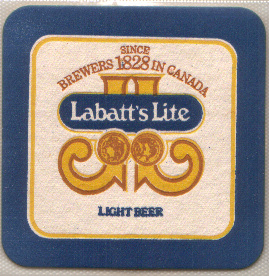 SINCE
BREWERS 1828 IN CANADA
Labatt's Lite
LIGHT BEER